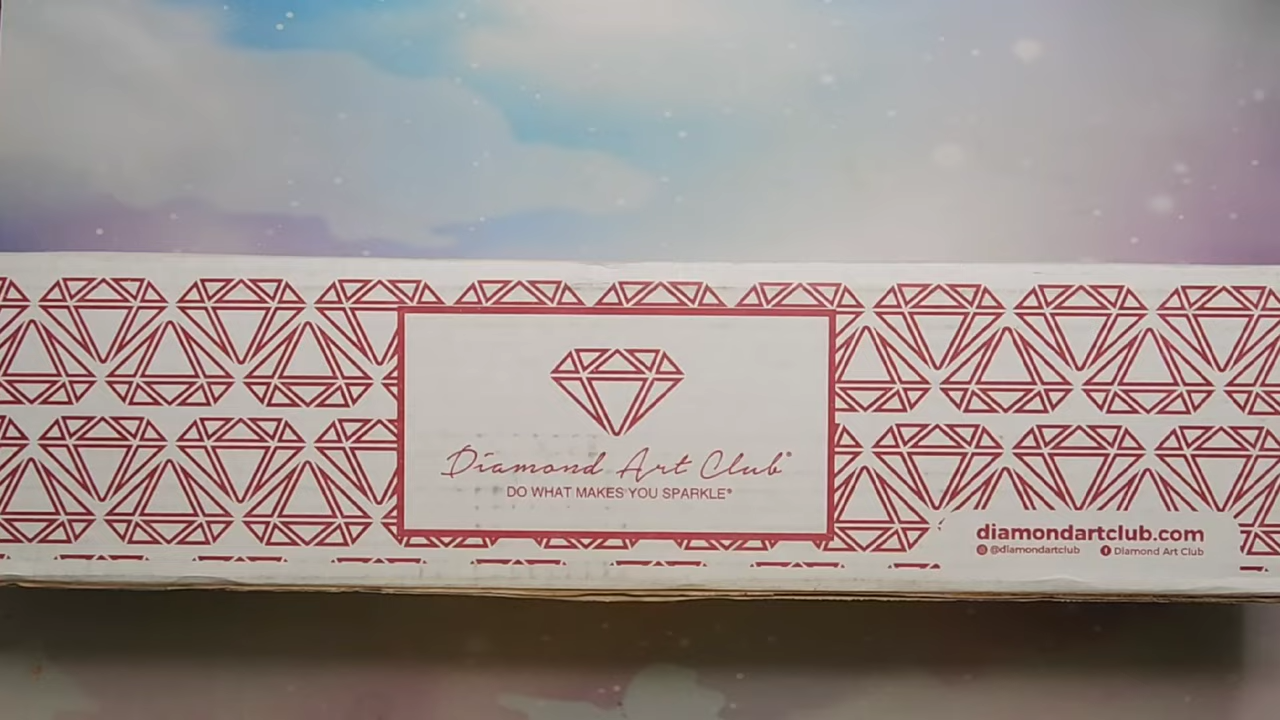 Diamond Art Club®
DO WHAT MAKES YOU SPARKLE®
diamondartclub.com
@diamondartclub Diamond Art Club